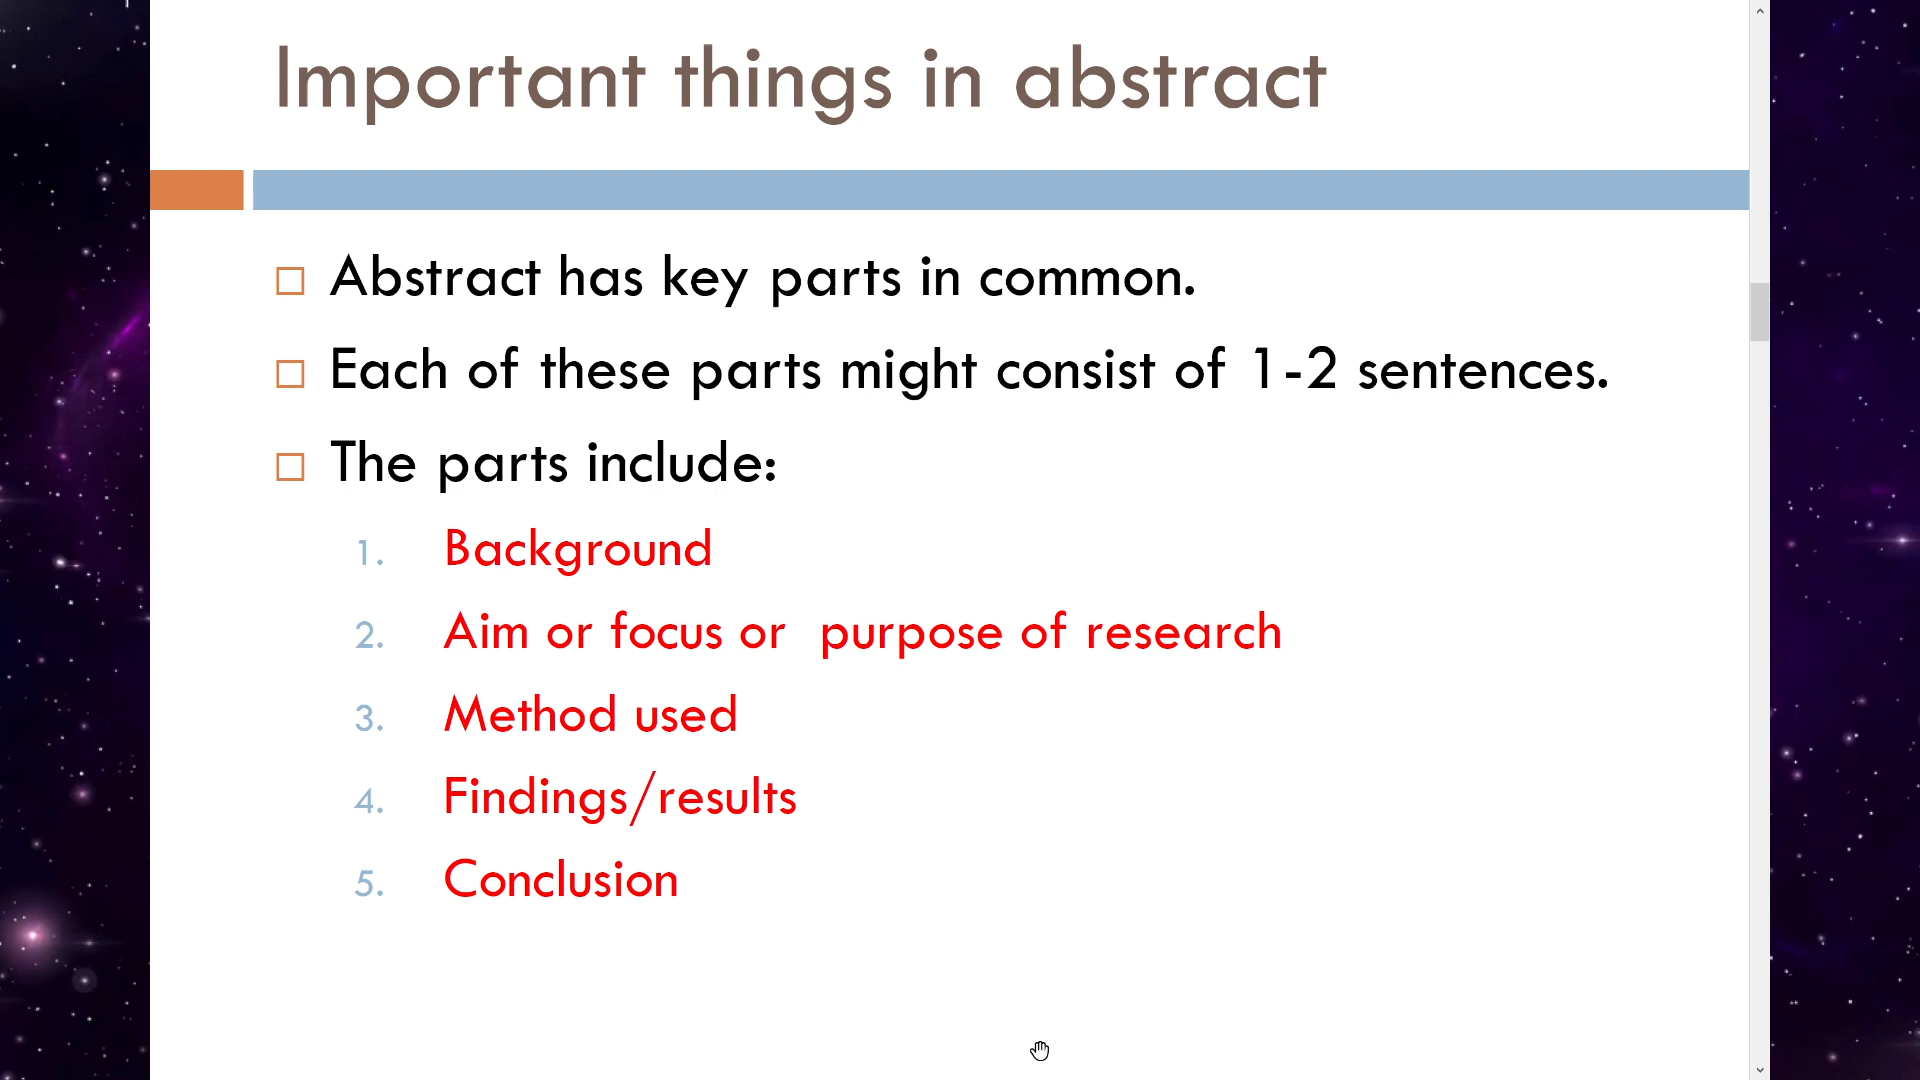 Important things in abstract
Abstract has key parts in common.
Each of these parts might consist of 1-2 sentences.
The parts include:
1. Background
2. Aim or focus or  purpose of research
3. Method used
4. Findings/results
5. Conclusion